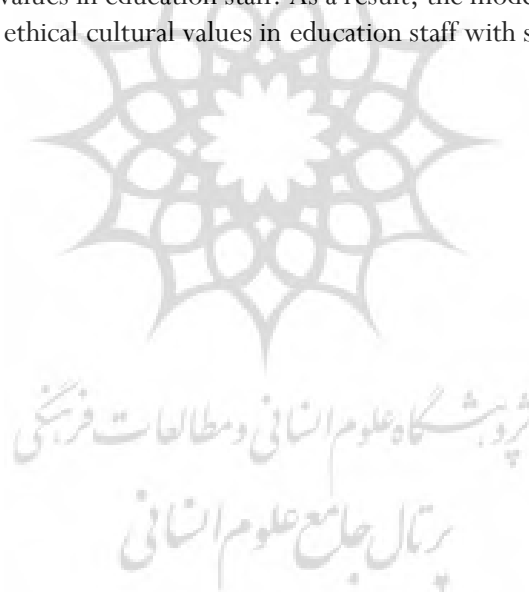 values in education staff. As a result, the mode
ethical cultural values in education staff with s
پژوهشگاه علوم انسانی و مطالعات فرهنگی
پرتال جامع علوم انسانی